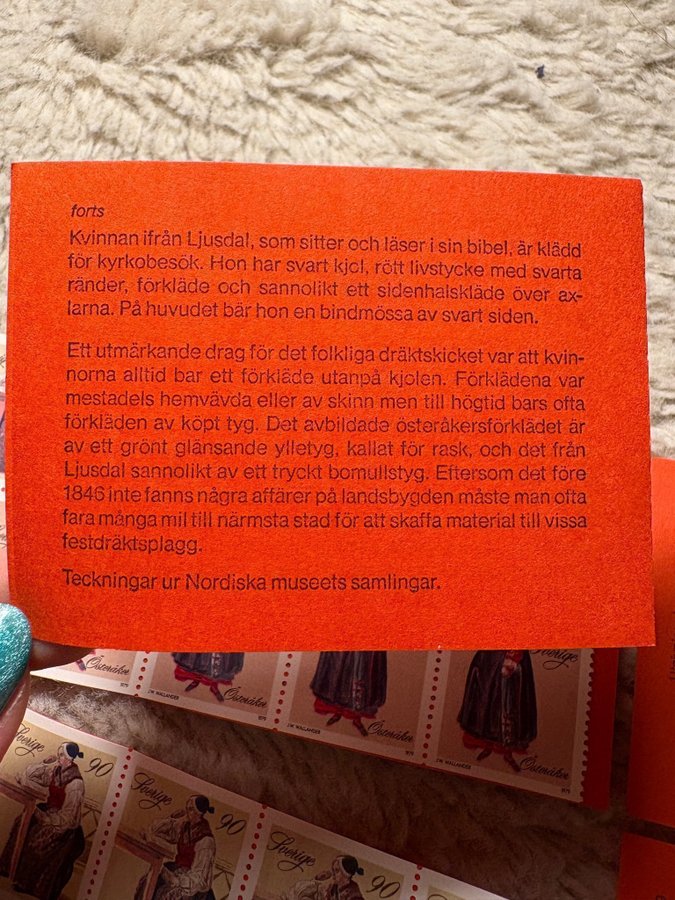 forts
Kvinnan ifrån Ljusdal, som sitter och läser i sin bibel, är klädd
för kyrkobesök. Hon har svart kjol, rött livstycke med svarta
ränder, förkläde och sannolikt ett sidenhalskläde över ax-
larna. På huvudet bär hon en bindmössa av svart siden.
Ett utmärkande drag för det folkliga dräktskicket var att kvin-
norna alltid bar ett förkläde utanpå kjolen. Förklädena var
mestadels hemvävda eller av skinn men till högtid bars ofta
förkläden av köpt tyg. Det avbildade österåkersförklädet är
av ett grönt glänsande ylletyg, kallat för rask, och det från
Ljusdal sannolikt av ett tryckt bomullstyg. Eftersom det före
1846 inte fanns några affärer på landsbygden måste man ofta
fara många mil till närmsta stad för att skaffa material till vissa
festdräktsplagg.
Teckningar ur Nordiska museets samlingar.
Österåker
J.W. WALLANDER
Österåker
J.W. WALLANDER
1979
Österåker
Sverige
J.W. WALLANDER
1979
Österåker
Sverige 90
Sverige 90
Sverige 90